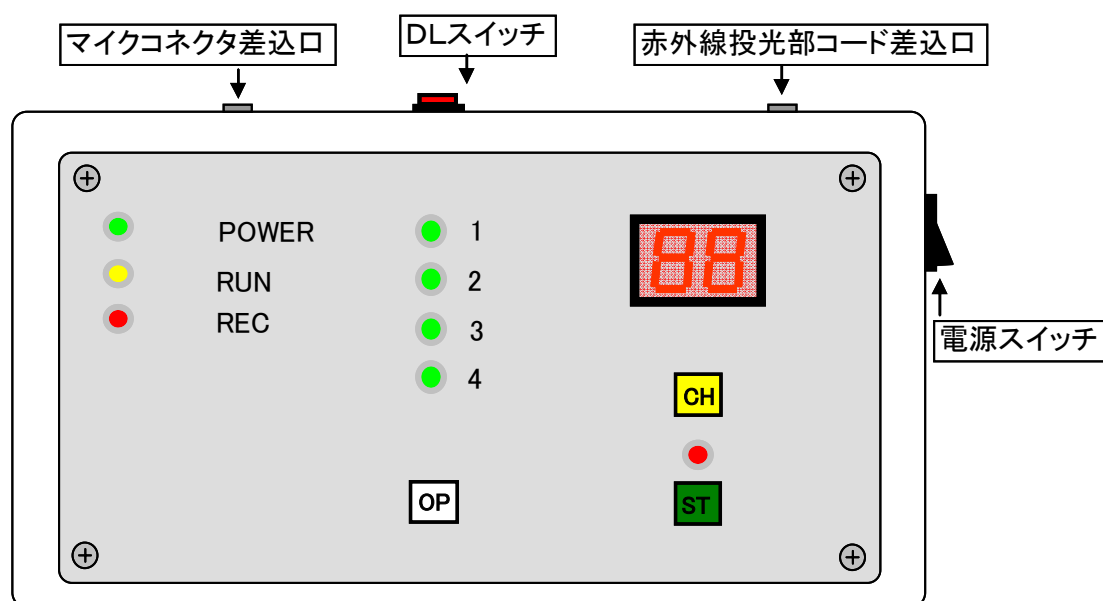 マイクコネクタ差込口
DLスイッチ
赤外線投光部コード差込口
POWER
RUN
REC
1
2
3
4
88
電源スイッチ
CH
OP
ST